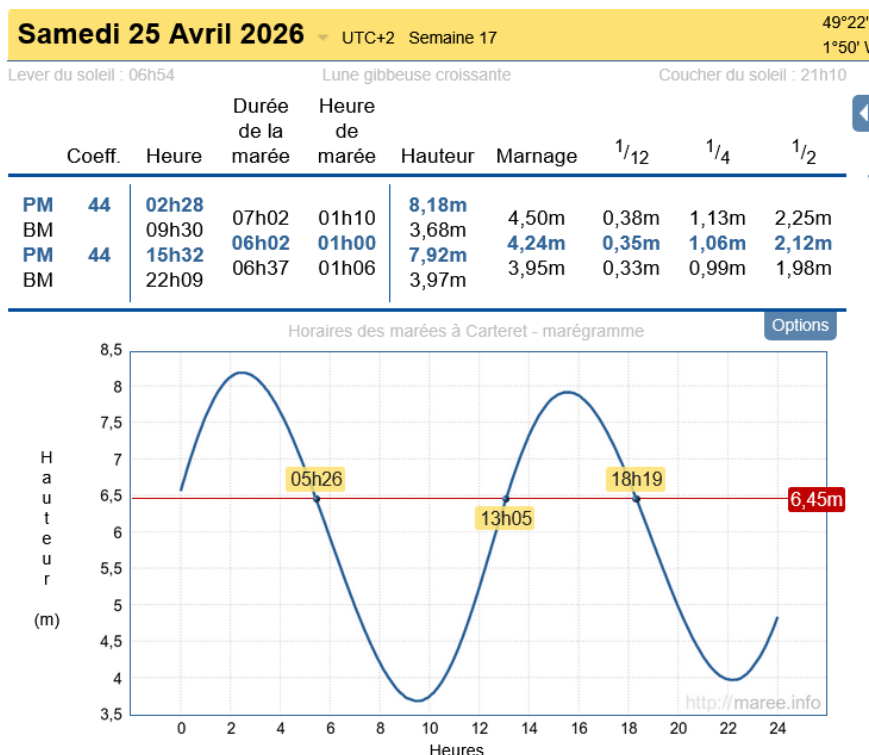 Samedi 25 Avril 2026 UTC+2 Semaine 17 49°22'
1°50' W
Lever du soleil : 06h54 Lune gibbeuse croissante Coucher du soleil : 21h10
Coeff. Heure Durée de la marée Heure de marée Hauteur Marnage 1/12 1/4 1/2
PM 44 02h28 8,18m
07h02 01h10 4,50m 0,38m 1,13m 2,25m
BM 09h30 3,68m
06h02 01h00 4,24m 0,35m 1,06m 2,12m
PM 44 15h32 7,92m
06h37 01h06 3,95m 0,33m 0,99m 1,98m
BM 22h09 3,97m
Horaires des marées à Carteret - marégramme Options
8,5
8
7,5
7
6,5
6
5,5
5
4,5
4
3,5
Hauteur
(m)
05h26
13h05
18h19
6,45m
http://maree.info
0 2 4 6 8 10 12 14 16 18 20 22 24
Heures